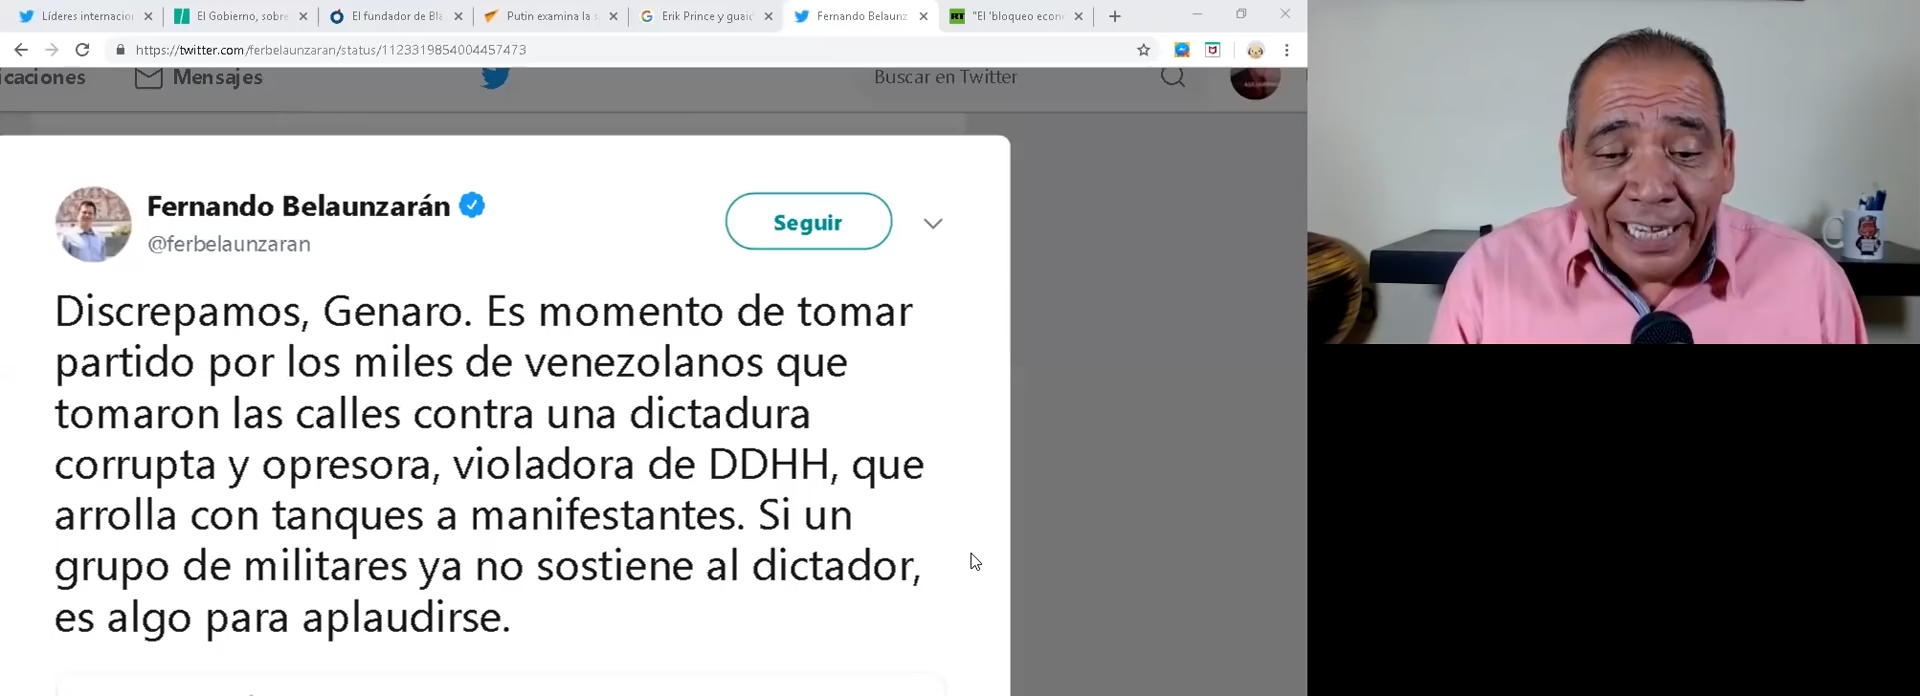 Líderes internacio
El Gobierno, sobre
El fundador de Bla
Putin examina la s
Erik Prince y guaid
Fernando Belaunz
RT
"El 'bloqueo econ
https://twitter.com/ferbelaunzaran/status/1123319854004457473
icaciones
Mensajes
Buscar en Twitter
Fernando Belaunzarán
@ferbelaunzaran
Seguir
Discrepamos, Genaro. Es momento de tomar
partido por los miles de venezolanos que
tomaron las calles contra una dictadura
corrupta y opresora, violadora de DDHH, que
arrolla con tanques a manifestantes. Si un
grupo de militares ya no sostiene al dictador,
es algo para aplaudirse.